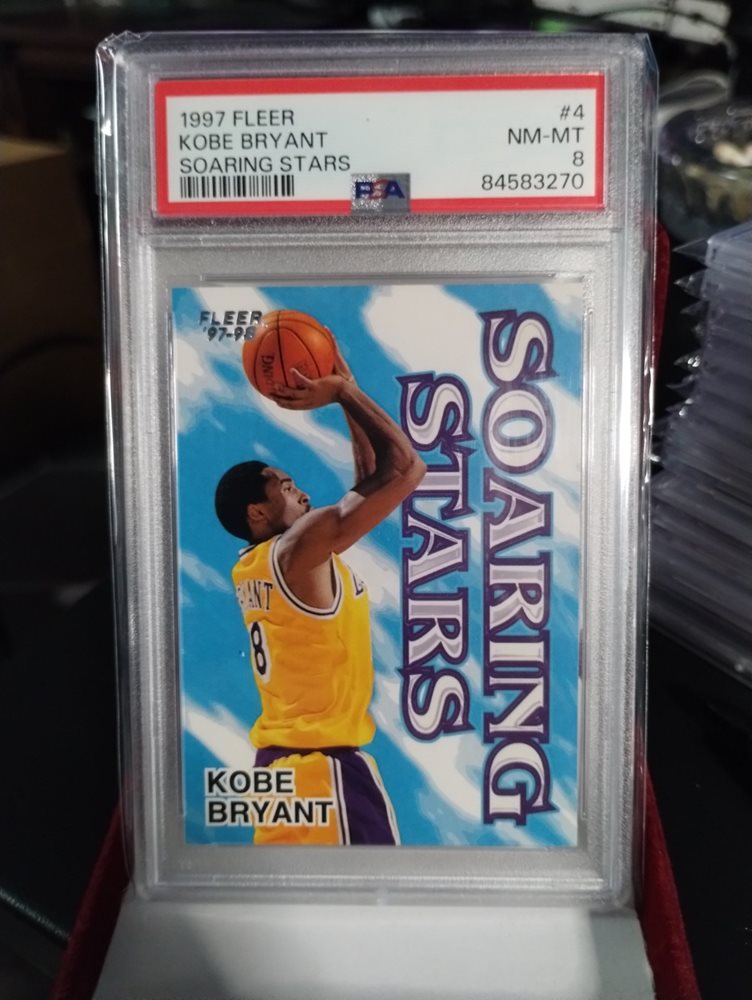 1997 FLEER
#4
KOBE BRYANT
NM-MT
SOARING STARS
8
PSA
84583270
FLEER
'97-98
SOARING
STARS
8
KOBE
BRYANT